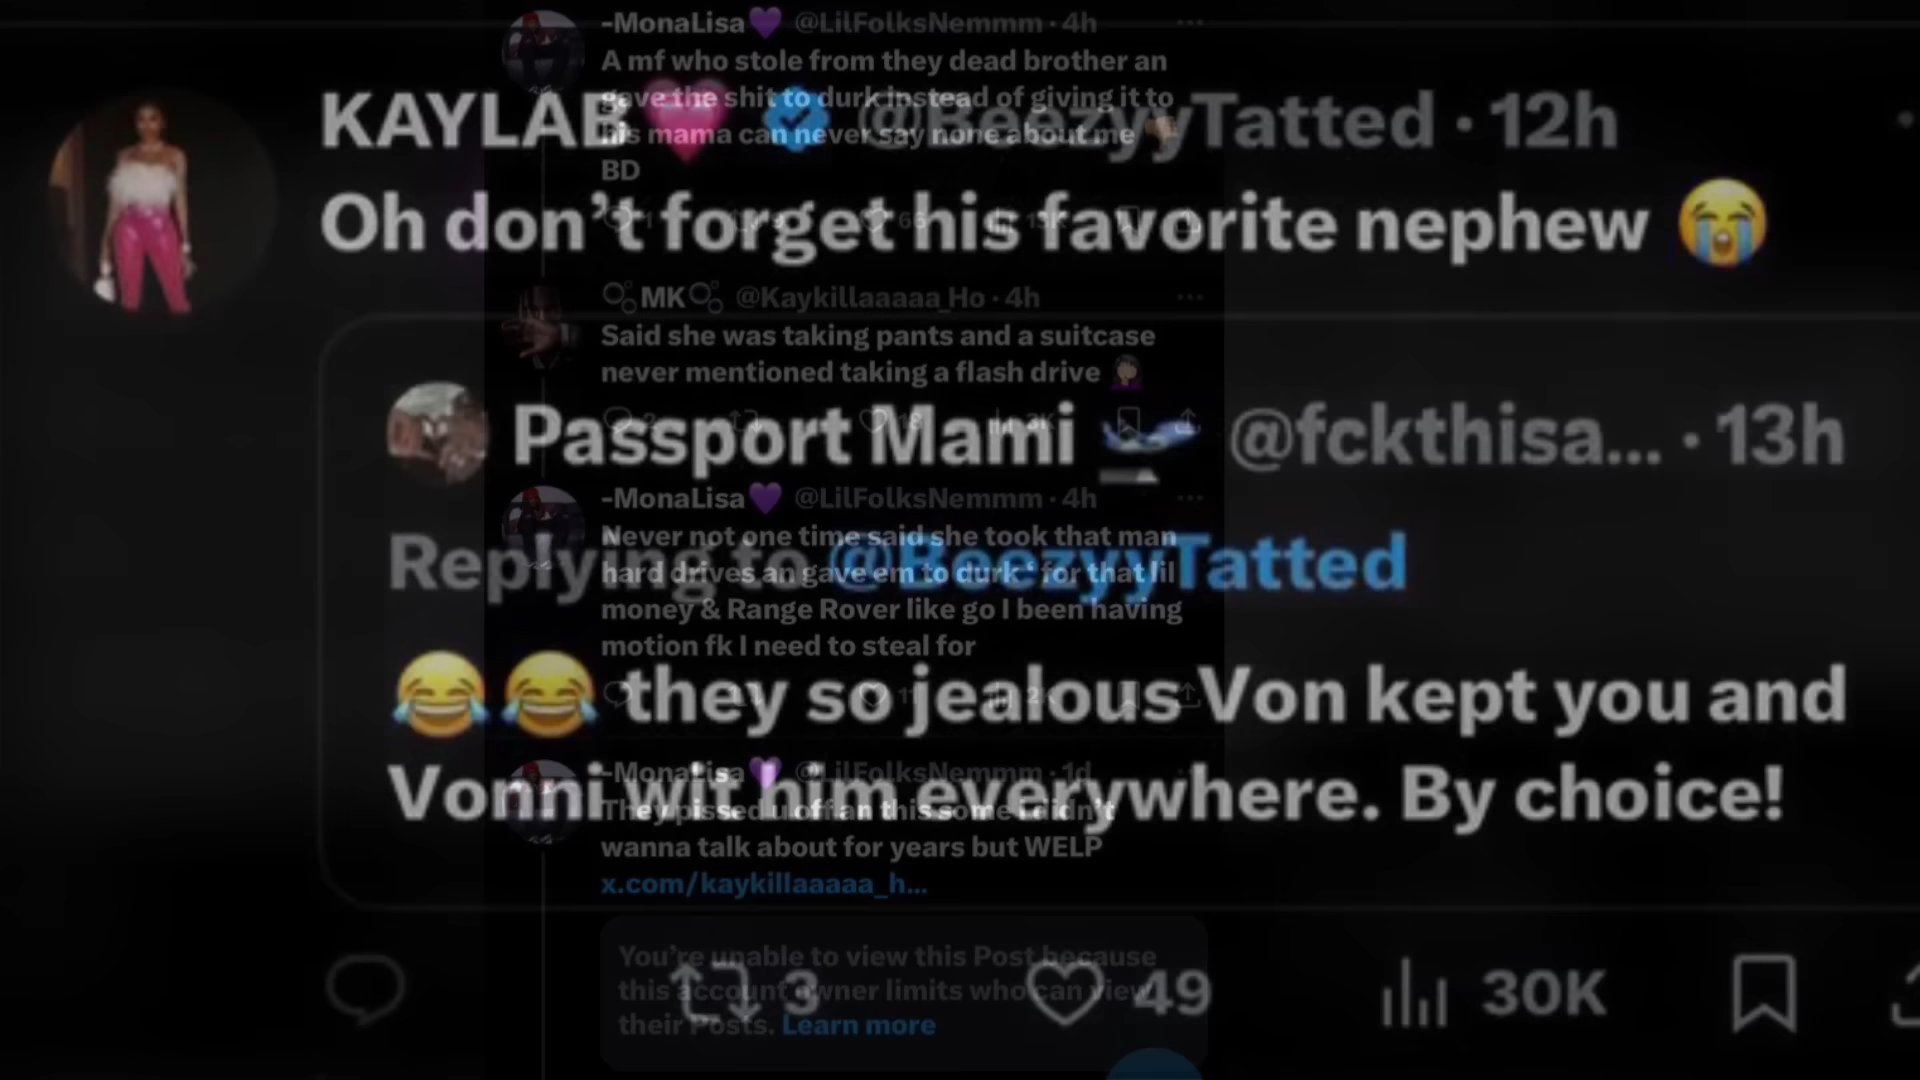 KAYLAB💗 @BeezyyTatted · 12h
Oh don't forget his favorite nephew 😭
Passport Mami @fckthisa... · 13h
Replying to @BeezyyTatted
😂😂 they so jealous Von kept you and
Vonni wit him everywhere. By choice!
3 49 30K
-MonaLisa💜 @LilFolksNemmm · 4h
A mf who stole from they dead brother an
gave the shit to durk instead of giving it to
his mama can never say none about me
BD
MK @Kaykillaaaaa_Ho · 4h
Said she was taking pants and a suitcase
never mentioned taking a flash drive
-MonaLisa💜 @LilFolksNemmm · 4h
Never not one time said she took that man
hard drives an gave em to durk' for that lil
money & Range Rover like go I been having
motion fk I need to steal for
-MonaLisa💜 @LilFolksNemmm · 1d
They pissed u off an this some i didn't
wanna talk about for years but WELP
x.com/kaykillaaaaa_h...
You're unable to view this Post because
this account owner limits who can view
their Posts. Learn more